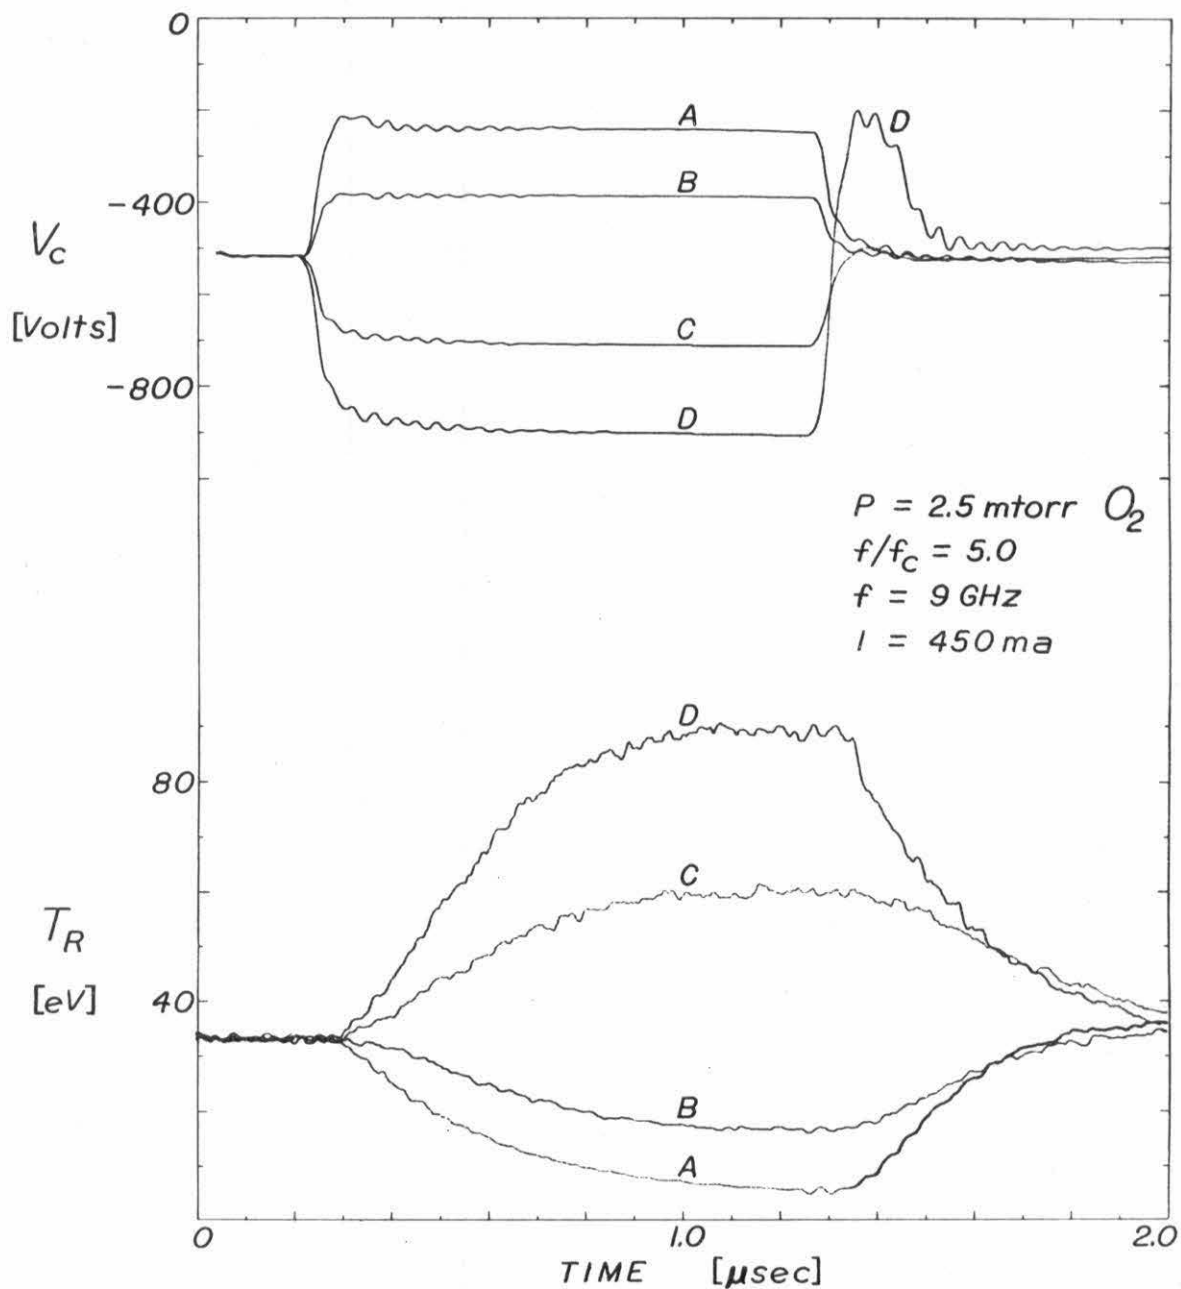 0
A
D
B
-400
V_c
[Volts]
C
-800
D
P = 2.5 mtorr O₂
f/f_c = 5.0
f = 9 GHz
I = 450 ma
D
80
C
T_R
[eV]
40
B
A
0 1.0 2.0
TIME [μsec]